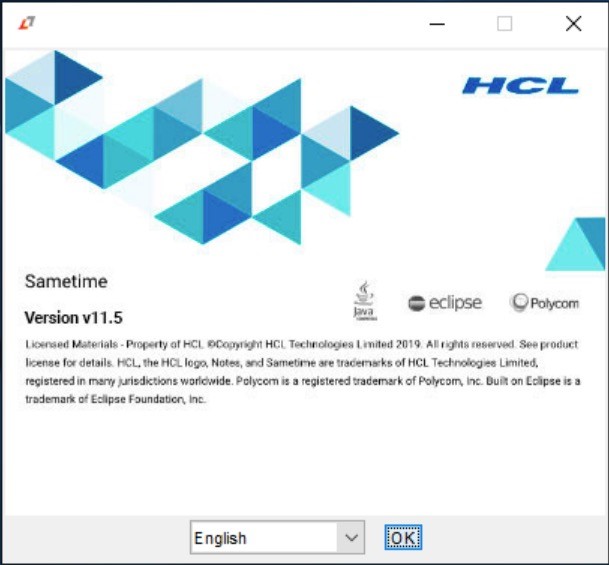 HCL
Sametime
Java
eclipse
Polycom
Version v11.5
Licensed Materials - Property of HCL ©Copyright HCL Technologies Limited 2019. All rights reserved. See product
license for details. HCL, the HCL logo, Notes, and Sametime are trademarks of HCL Technologies Limited,
registered in many jurisdictions worldwide. Polycom is a registered trademark of Polycom, Inc. Built on Eclipse is a
trademark of Eclipse Foundation, Inc.
English
OK